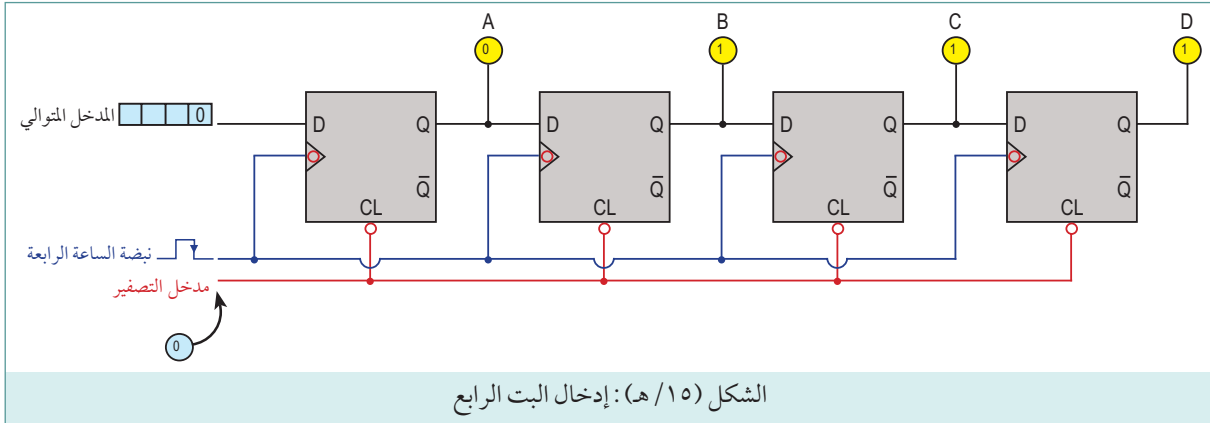 A B C D
0 1 1 1
المدخل المتوالي 0
D Q D Q D Q D Q
Q̅ Q̅ Q̅ Q̅
CL CL CL CL
نبضة الساعة الرابعة
مدخل التصفير
0
الشكل (١٥/ هـ): إدخال البت الرابع